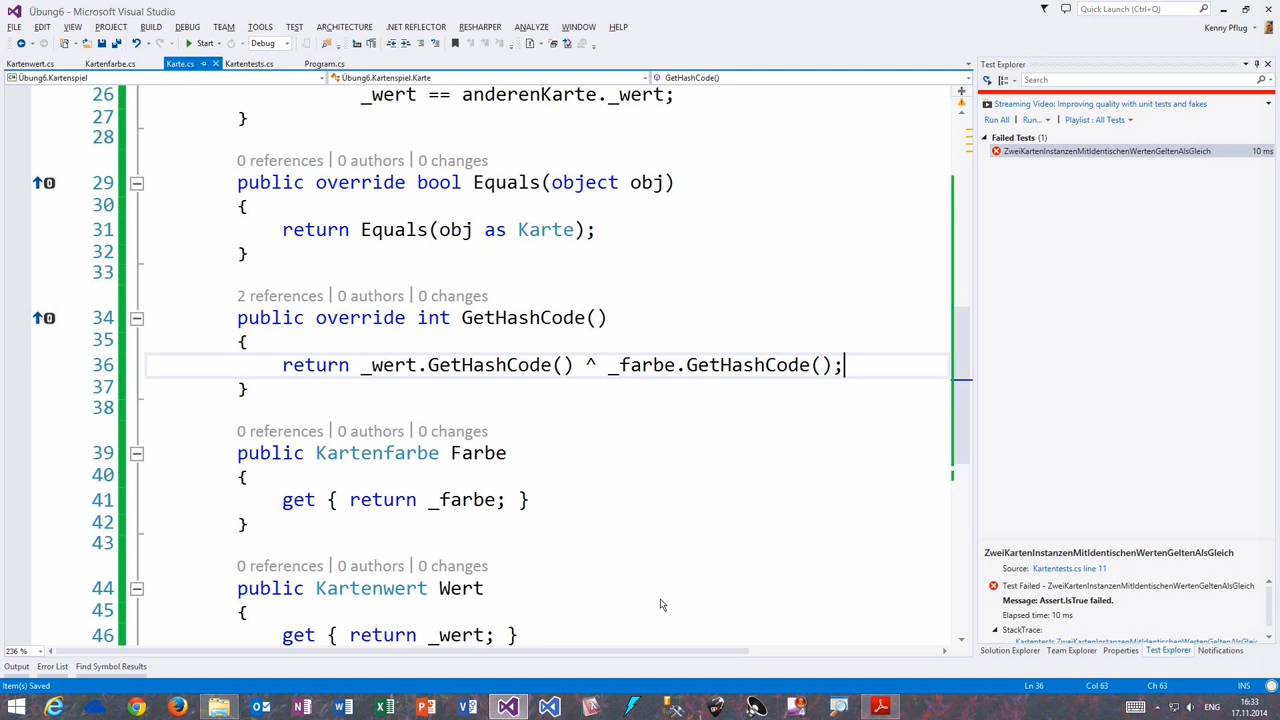 Übung6.Kartenspiel - Microsoft Visual Studio
Quick Launch (Ctrl+Q)
FILE EDIT VIEW PROJECT BUILD DEBUG TEAM TOOLS TEST ARCHITECTURE .NET REFLECTOR RESHARPER ANALYZE WINDOW HELP
Kenny Pflug
Start Debug
Kartenwert.cs Kartenfarbe.cs Karte.cs Kartentests.cs Program.cs
Übung6.Kartenspiel Übung6.Kartenspiel.Karte GetHashCode()
26 _wert == anderenKarte._wert;
27 }
28
0 references | 0 authors | 0 changes
29 public override bool Equals(object obj)
30 {
31 return Equals(obj as Karte);
32 }
33
2 references | 0 authors | 0 changes
34 public override int GetHashCode()
35 {
36 return _wert.GetHashCode() ^ _farbe.GetHashCode();
37 }
38
0 references | 0 authors | 0 changes
39 public Kartenfarbe Farbe
40 {
41 get { return _farbe; }
42 }
43
0 references | 0 authors | 0 changes
44 public Kartenwert Wert
45 {
46 get { return _wert; }
236 %
Test Explorer
Search
Streaming Video: Improving quality with unit tests and fakes
Run All Run... Playlist : All Tests
Failed Tests (1)
ZweiKartenInstanzenMitIdentischenWertenGeltenAlsGleich 10 ms
ZweiKartenInstanzenMitIdentischenWertenGeltenAlsGleich
Source: Kartentests.cs line 11
Test Failed - ZweiKartenInstanzenMitIdentischenWertenGeltenAlsGleich
Message: Assert.IsTrue failed.
Elapsed time: 10 ms
StackTrace:
Kartentests.ZweiKartenInstanzenMitIdentischenWertenGeltenAlsGl
Solution Explorer Team Explorer Properties Test Explorer Notifications
Output Error List Find Symbol Results
Item(s) Saved Ln 36 Col 63 Ch 63 INS
ENG 16:33
17.11.2014